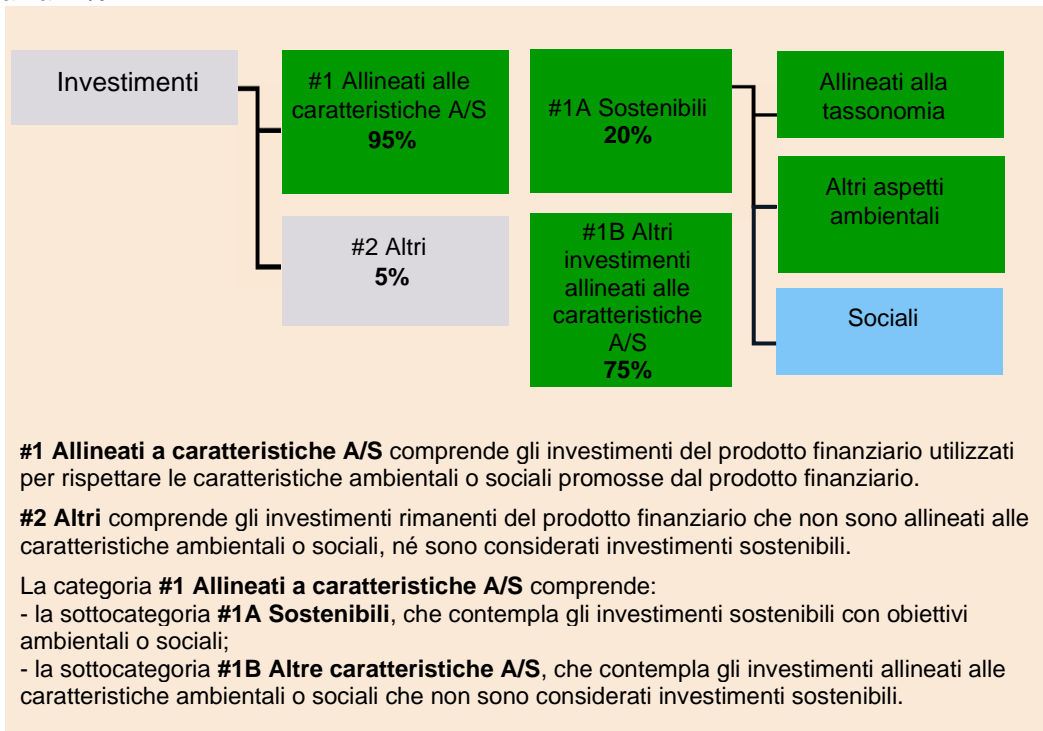 Investimenti
#1 Allineati alle
caratteristiche A/S
95%
#2 Altri
5%
#1A Sostenibili
20%
#1B Altri
investimenti
allineati alle
caratteristiche
A/S
75%
Allineati alla
tassonomia
Altri aspetti
ambientali
Sociali
#1 Allineati a caratteristiche A/S comprende gli investimenti del prodotto finanziario utilizzati
per rispettare le caratteristiche ambientali o sociali promosse dal prodotto finanziario.
#2 Altri comprende gli investimenti rimanenti del prodotto finanziario che non sono allineati alle
caratteristiche ambientali o sociali, né sono considerati investimenti sostenibili.
La categoria #1 Allineati a caratteristiche A/S comprende:
- la sottocategoria #1A Sostenibili, che contempla gli investimenti sostenibili con obiettivi
ambientali o sociali;
- la sottocategoria #1B Altre caratteristiche A/S, che contempla gli investimenti allineati alle
caratteristiche ambientali o sociali che non sono considerati investimenti sostenibili.